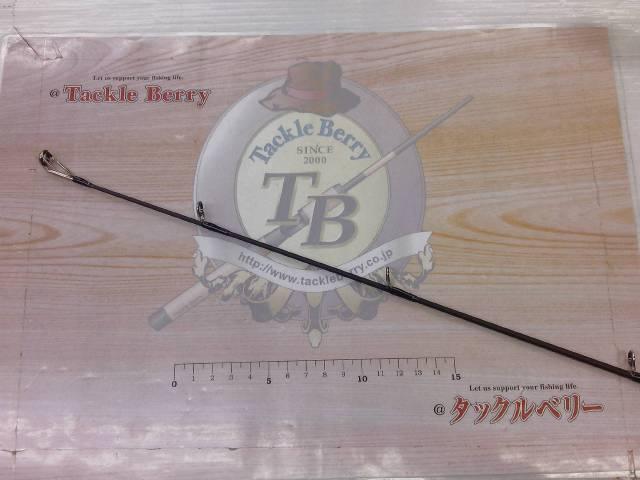 Let us support your fishing life.
@ Tackle Berry
Tackle Berry
SINCE
2000
TB
http://www.tackleberry.co.jp
0 1 2 3 4 5 6 7 8 9 10 11 12 13 14 15
Let us support your fishing life.
@ タックルベリー